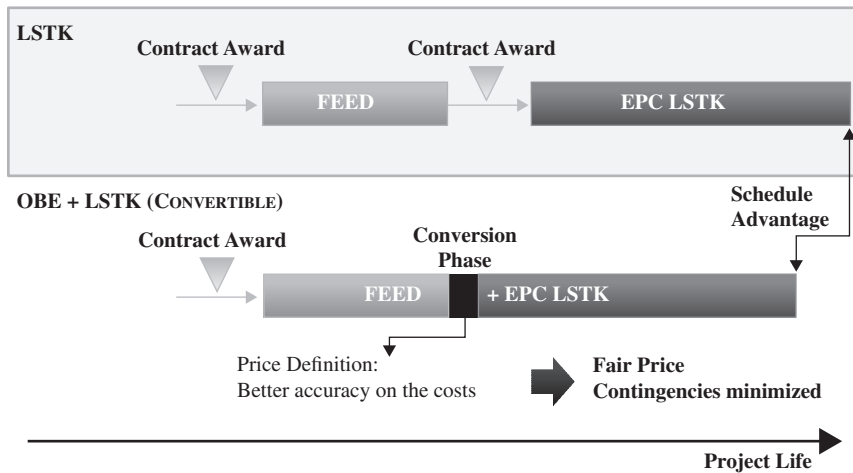 LSTK
Contract Award
Contract Award
FEED
EPC LSTK
OBE + LSTK (CONVERTIBLE)
Schedule
Advantage
Contract Award
Conversion
Phase
FEED
+ EPC LSTK
Price Definition:
Better accuracy on the costs
Fair Price
Contingencies minimized
Project Life